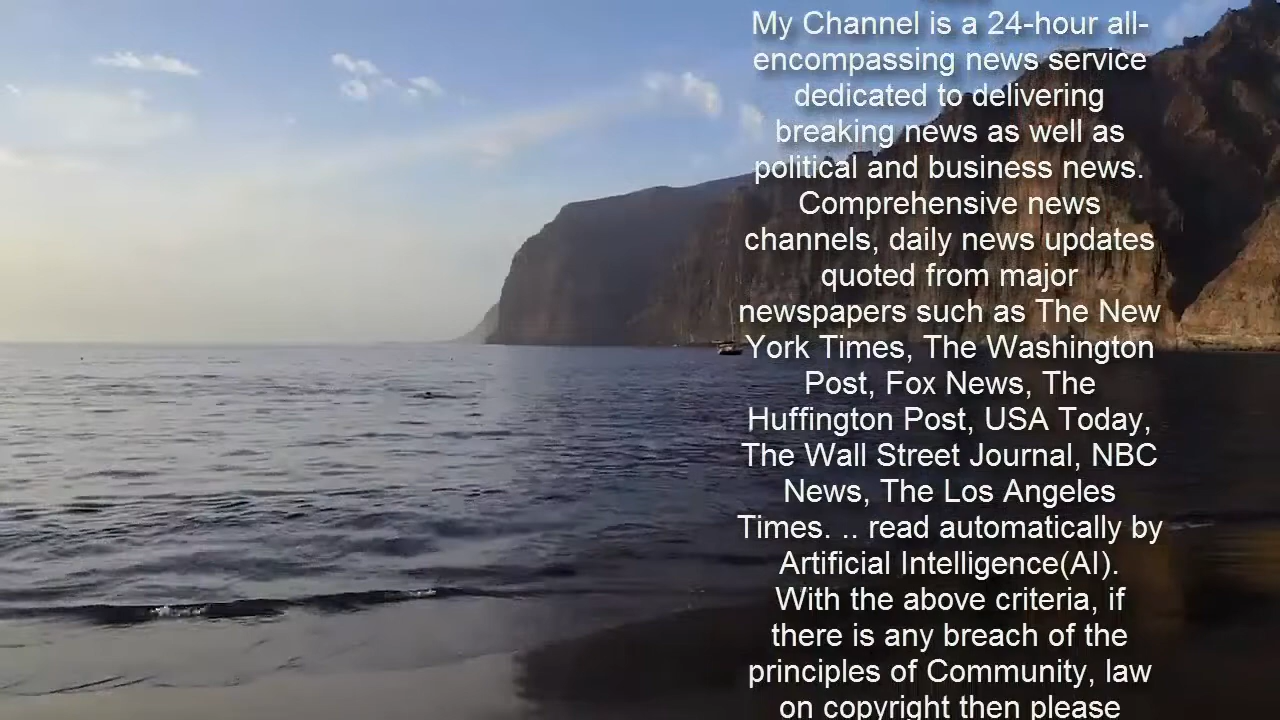 My Channel is a 24-hour all-
encompassing news service
dedicated to delivering
breaking news as well as
political and business news.
Comprehensive news
channels, daily news updates
quoted from major
newspapers such as The New
York Times, The Washington
Post, Fox News, The
Huffington Post, USA Today,
The Wall Street Journal, NBC
News, The Los Angeles
Times. .. read automatically by
Artificial Intelligence(AI).
With the above criteria, if
there is any breach of the
principles of Community, law
on copyright then please